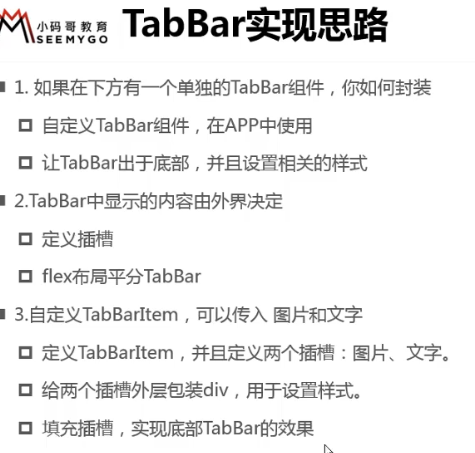 小码哥教育
SEEMYGO
TabBar实现思路
1. 如果在下方有一个单独的TabBar组件，你如何封装
自定义TabBar组件，在APP中使用
让TabBar出于底部，并且设置相关的样式
2.TabBar中显示的内容由外界决定
定义插槽
flex布局平分TabBar
3.自定义TabBarItem，可以传入 图片和文字
定义TabBarItem，并且定义两个插槽：图片、文字。
给两个插槽外层包装div，用于设置样式。
填充插槽，实现底部TabBar的效果